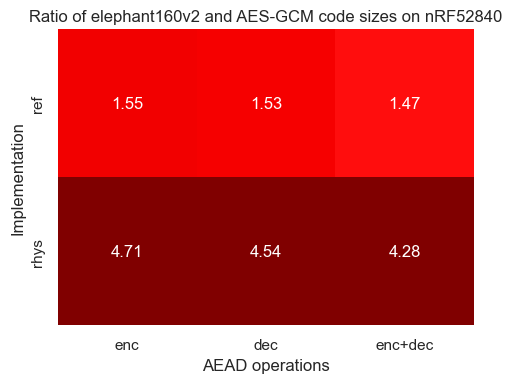 Ratio of elephant160v2 and AES-GCM code sizes on nRF52840
Implementation
ref
1.55 1.53 1.47
rhys
4.71 4.54 4.28
enc dec enc+dec
AEAD operations